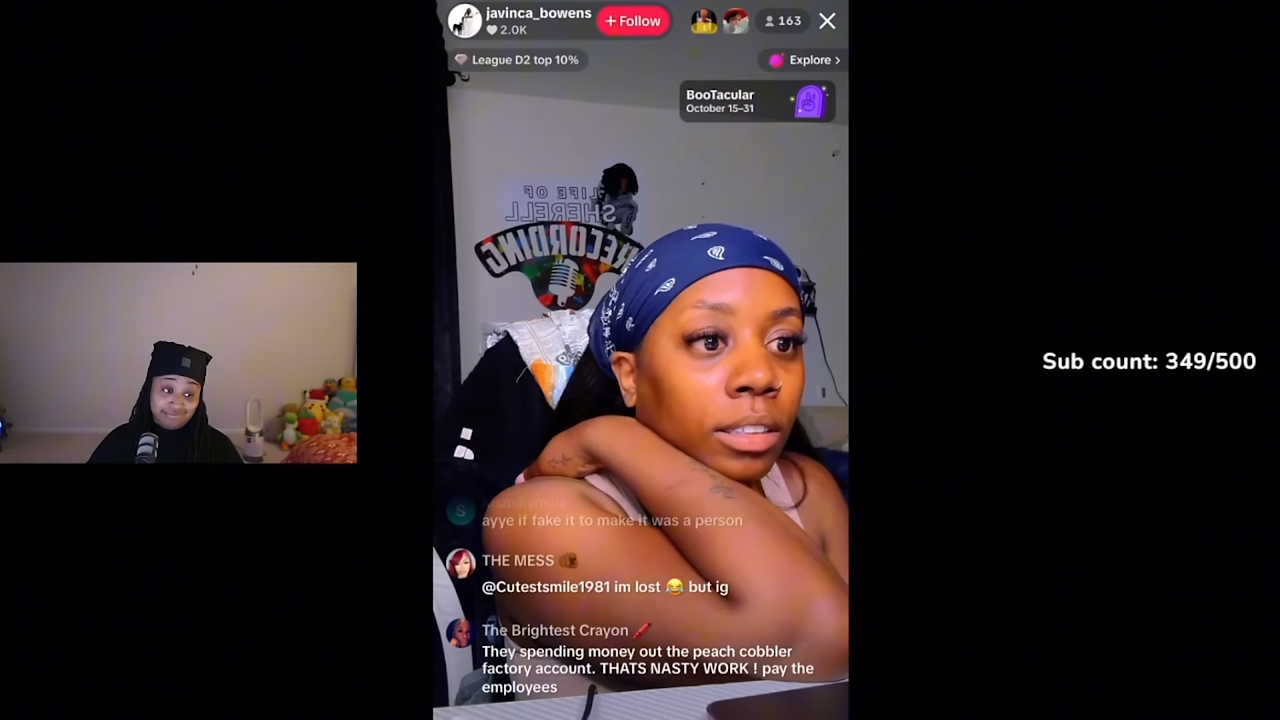 javinca_bowens
2.0K
+ Follow
163
League D2 top 10%
Explore >
BooTacular
October 15-31
LIFE OF
SHERELL
RECORDING
Sub count: 349/500
S
ayye if fake it to make it was a person
THE MESS
@Cutestsmile1981 im lost 😂 but ig
The Brightest Crayon 🖍️
They spending money out the peach cobbler
factory account. THATS NASTY WORK ! pay the
employees